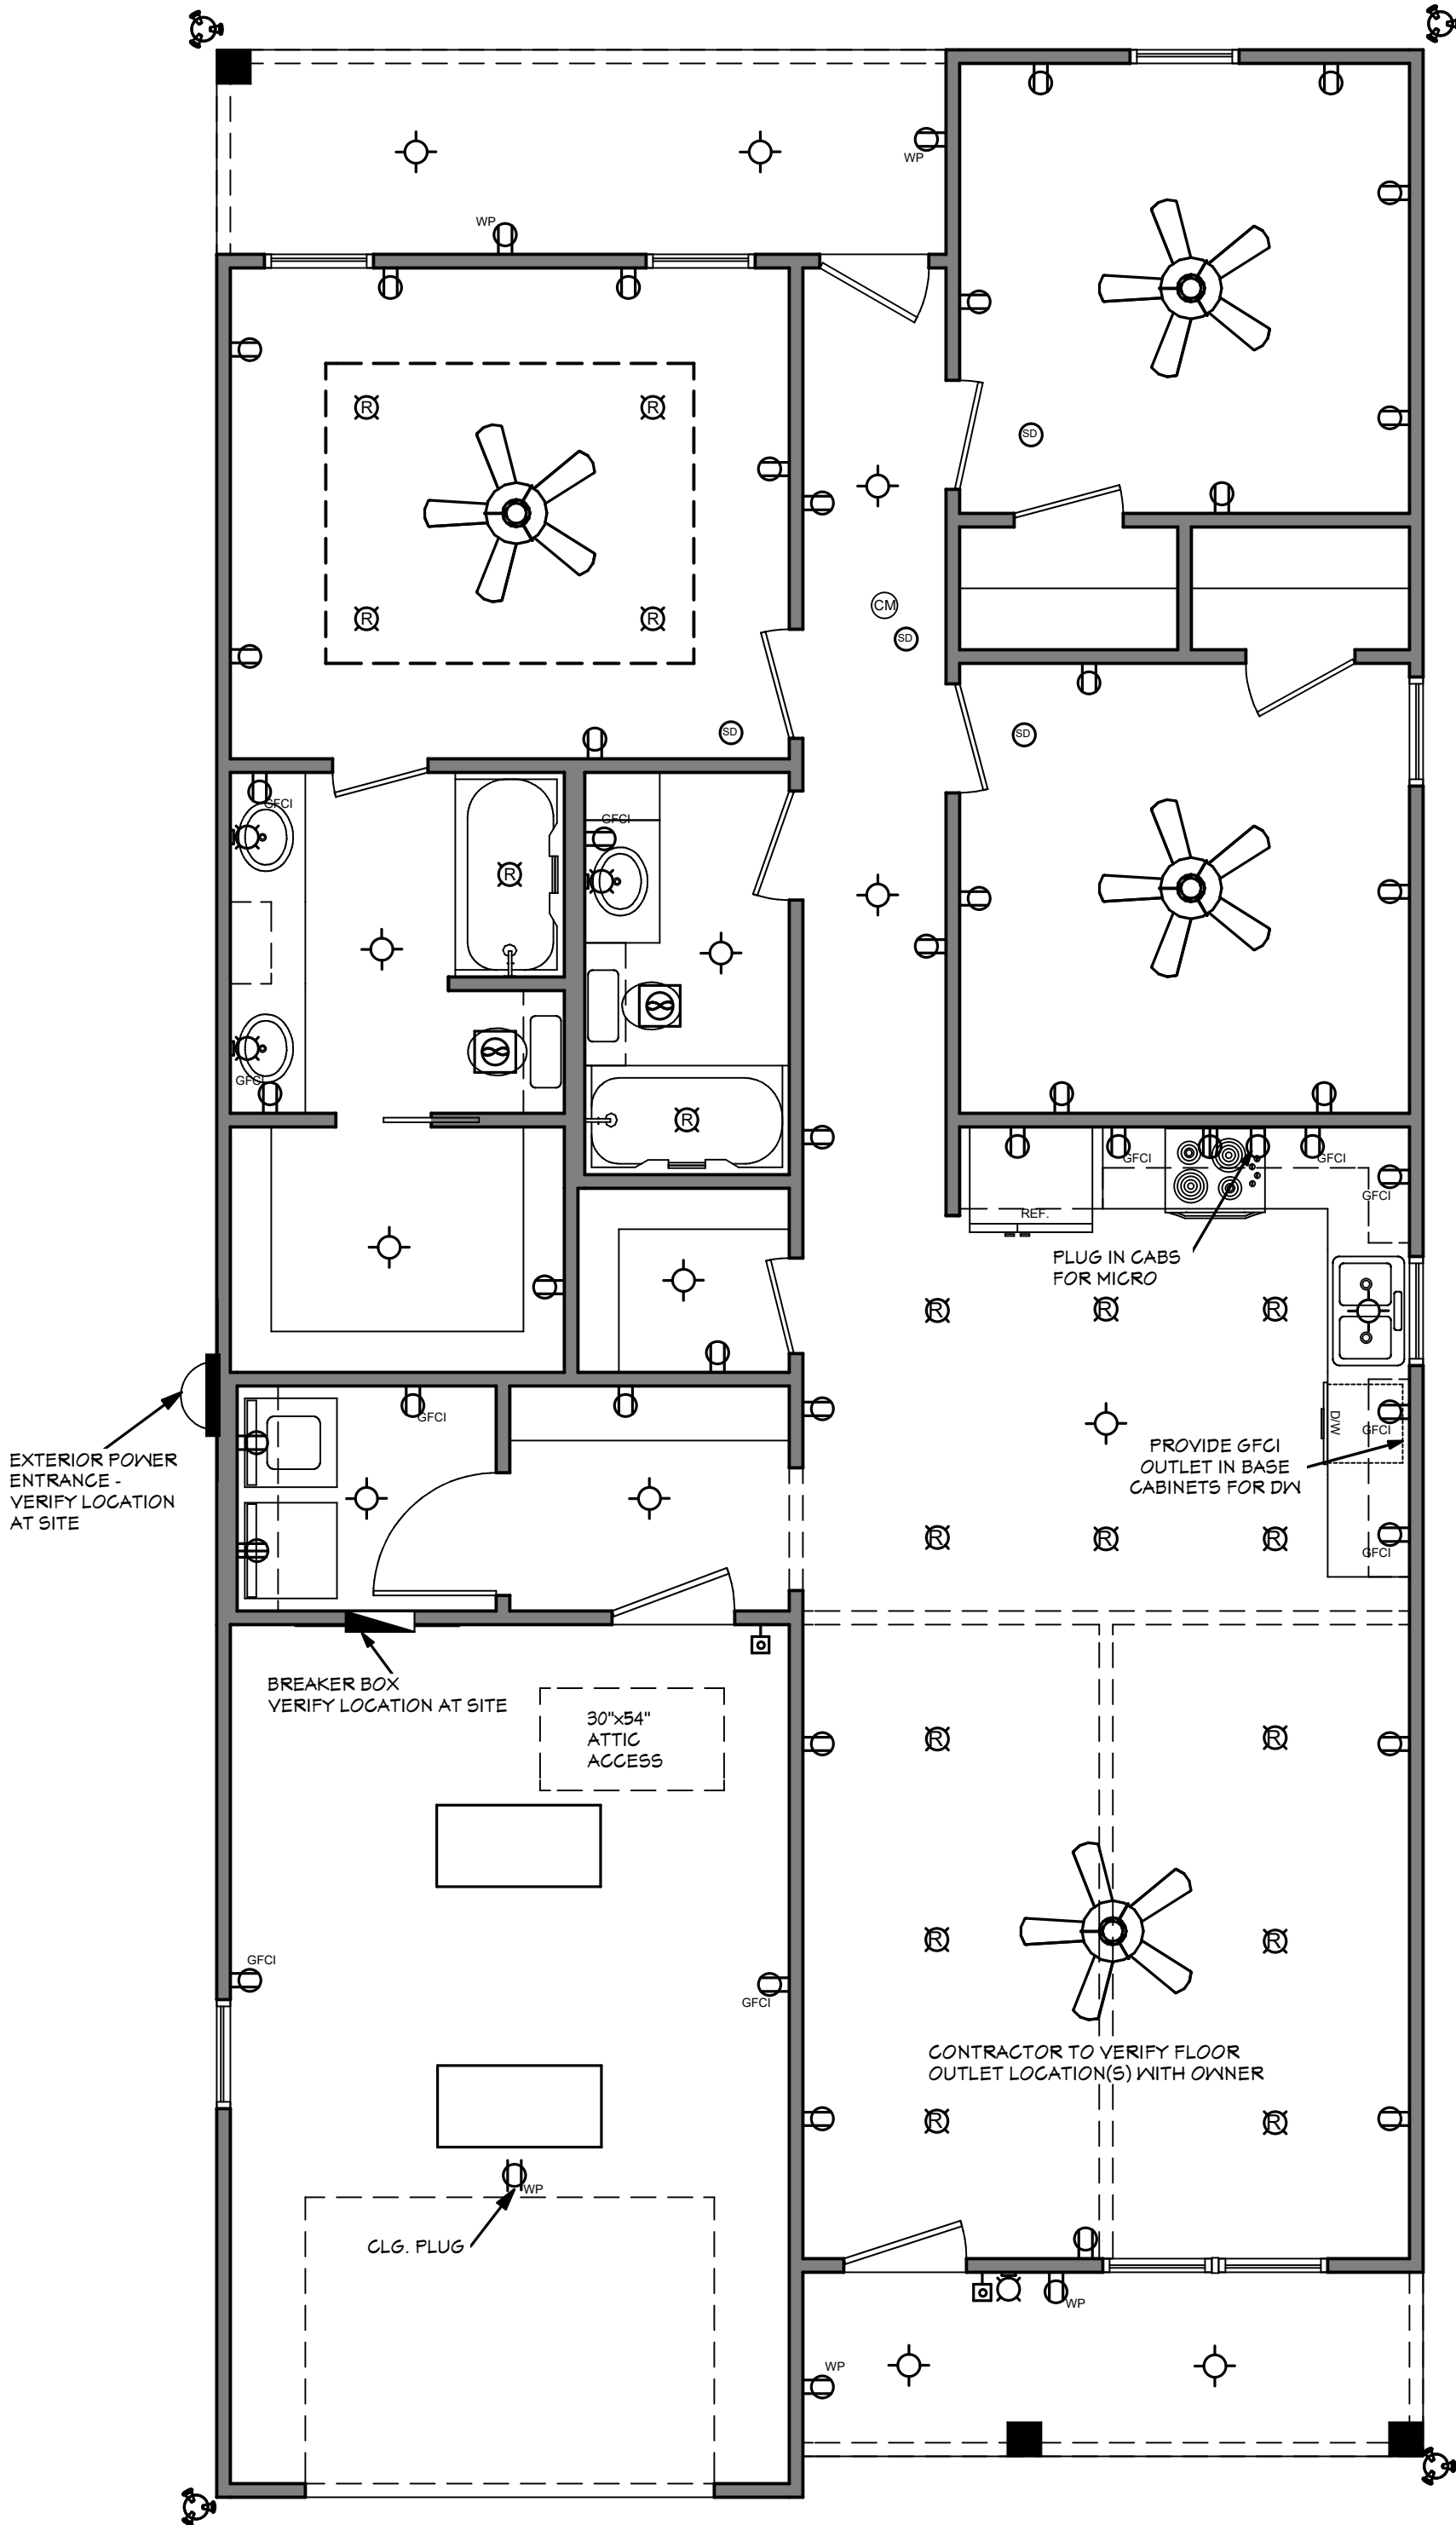 WP
WP
R
R
SD
CM
R
R
SD
SD
SD
GFCI
GFCI
R
GFCI
R
GFCI
GFCI
GFCI
REF.
PLUG IN CABS
FOR MICRO
R
R
R
GFCI
D/W
GFCI
EXTERIOR POWER
ENTRANCE -
VERIFY LOCATION
AT SITE
PROVIDE GFCI
OUTLET IN BASE
CABINETS FOR DW
R
R
R
GFCI
BREAKER BOX
VERIFY LOCATION AT SITE
30"x54"
ATTIC
ACCESS
R
R
R
R
GFCI
GFCI
CONTRACTOR TO VERIFY FLOOR
OUTLET LOCATION(S) WITH OWNER
R
R
WP
CLG. PLUG
WP
WP